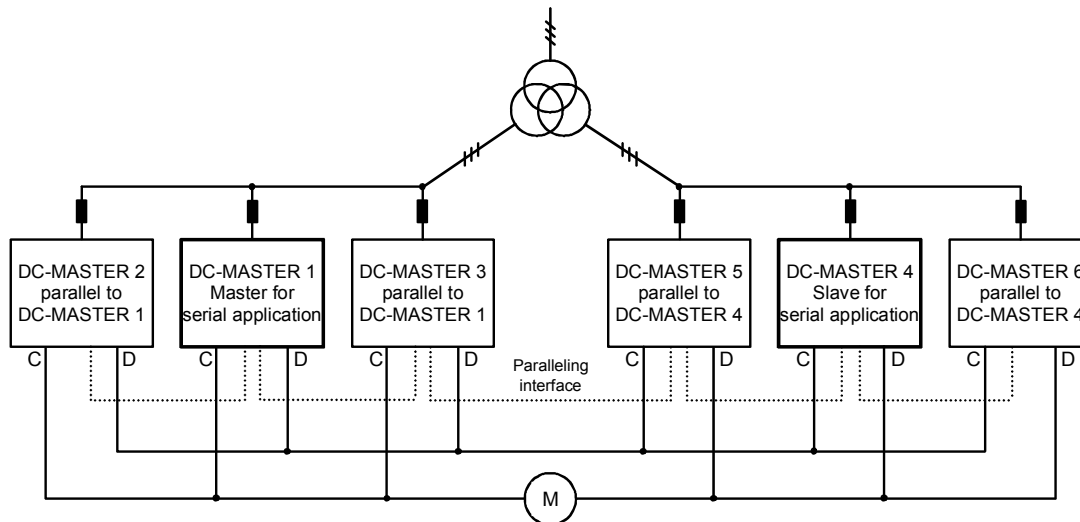 DC-MASTER 2
parallel to
DC-MASTER 1
DC-MASTER 1
Master for
serial application
DC-MASTER 3
parallel to
DC-MASTER 1
DC-MASTER 5
parallel to
DC-MASTER 4
DC-MASTER 4
Slave for
serial application
DC-MASTER 6
parallel to
DC-MASTER 4
C D
C D
C D
C D
C D
C D
Paralleling
interface
M